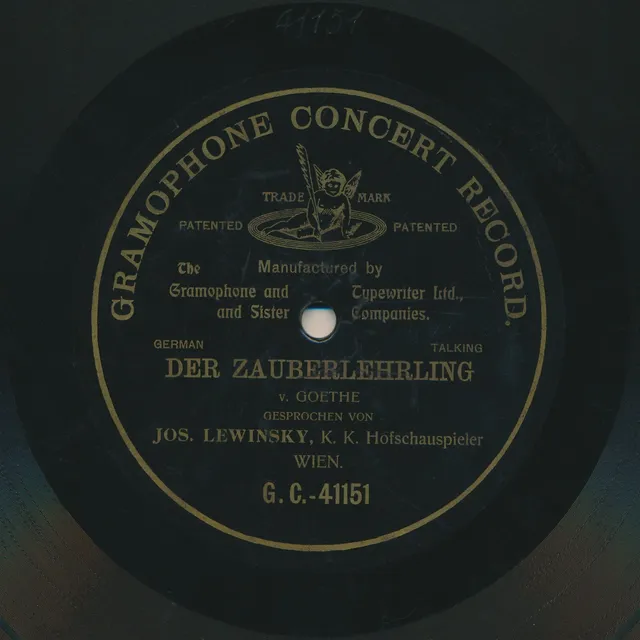 41151
GRAMOPHONE CONCERT RECORD.
TRADE MARK
PATENTED PATENTED
The Manufactured by
Gramophone and Typewriter Ltd.,
and Sister Companies.
GERMAN TALKING
DER ZAUBERLEHRLING
v. GOETHE
GESPROCHEN VON
JOS. LEWINSKY, K. K. Hofschauspieler
WIEN.
G. C.-41151